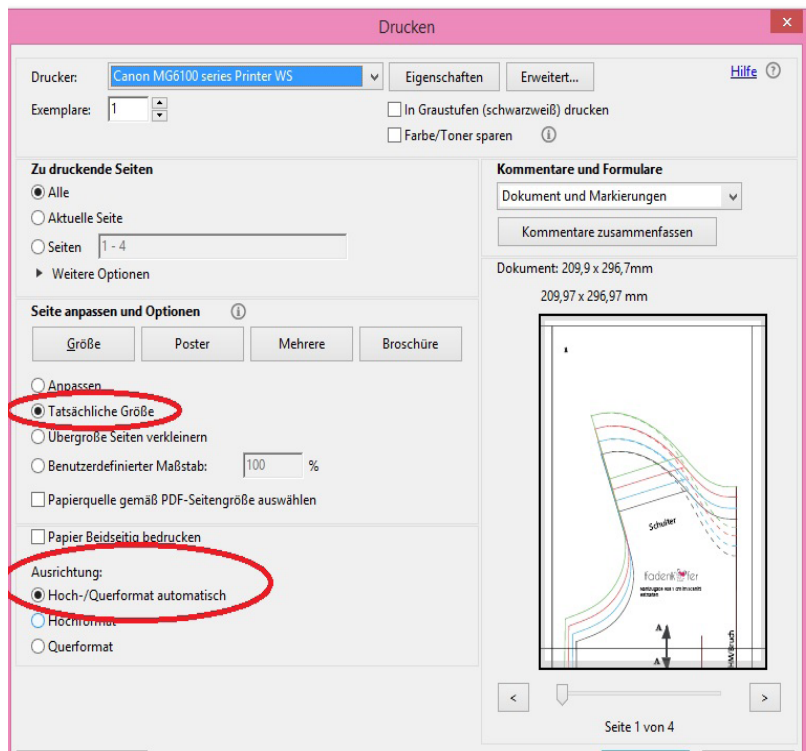 Drucken
Drucker: Canon MG6100 series Printer WS Eigenschaften Erweitert... Hilfe
Exemplare: 1 In Graustufen (schwarzweiß) drucken
Farbe/Toner sparen
Zu druckende Seiten
Alle
Aktuelle Seite
Seiten 1 - 4
Weitere Optionen
Seite anpassen und Optionen
Größe Poster Mehrere Broschüre
Anpassen
Tatsächliche Größe
Übergroße Seiten verkleinern
Benutzerdefinierter Maßstab: 100 %
Papierquelle gemäß PDF-Seitengröße auswählen
Papier Beidseitig bedrucken
Ausrichtung:
Hoch-/Querformat automatisch
Hochformat
Querformat
Kommentare und Formulare
Dokument und Markierungen
Kommentare zusammenfassen
Dokument: 209,9 x 296,7mm
209,97 x 296,97 mm
Schulter
fadenkäfer
A
A
< >
Seite 1 von 4